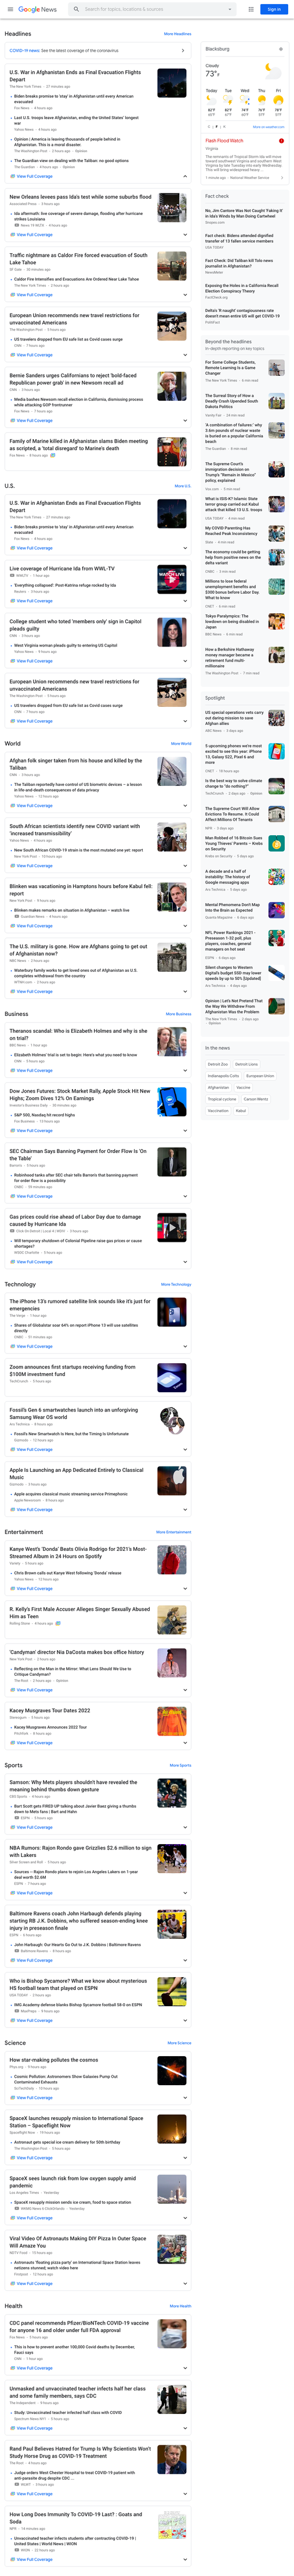 Google News
Search for topics, locations & sources
Sign in
Headlines
More Headlines
COVID-19 news: See the latest coverage of the coronavirus
U.S. War in Afghanistan Ends as Final Evacuation Flights
Depart
The New York Times · 27 minutes ago
Biden breaks promise to 'stay' in Afghanistan until every American
evacuated
Fox News · 4 hours ago
Last U.S. troops leave Afghanistan, ending the United States' longest
war
Yahoo News · 4 hours ago
Opinion | America is leaving thousands of people behind in
Afghanistan. This is a moral disaster.
The Washington Post · 2 hours ago · Opinion
The Guardian view on dealing with the Taliban: no good options
The Guardian · 4 hours ago · Opinion
View Full Coverage
New Orleans levees pass Ida's test while some suburbs flood
Associated Press · 2 hours ago
Ida aftermath: live coverage of severe damage, flooding after hurricane
strikes Louisiana
News 19 WLTX · 4 hours ago
View Full Coverage
Traffic nightmare as Caldor Fire forced evacuation of South
Lake Tahoe
SF Gate · 50 minutes ago
Caldor Fire Intensifies and Evacuations Are Ordered Near Lake Tahoe
The New York Times · 2 hours ago
View Full Coverage
European Union recommends new travel restrictions for
unvaccinated Americans
The Washington Post · 5 hours ago
US travelers dropped from EU safe list as Covid cases surge
CNN · 7 hours ago
View Full Coverage
Bernie Sanders urges Californians to reject 'bold-faced
Republican power grab' in new Newsom recall ad
CNN · 3 hours ago
Media bashes Newsom recall election in California, dismissing process
while attacking GOP frontrunner
Fox News · 7 hours ago
View Full Coverage
Family of Marine killed in Afghanistan slams Biden meeting
as scripted, a 'total disregard' to Marine's death
Fox News · 8 hours ago
U.S.
More U.S.
U.S. War in Afghanistan Ends as Final Evacuation Flights
Depart
The New York Times · 27 minutes ago
Biden breaks promise to 'stay' in Afghanistan until every American
evacuated
Fox News · 4 hours ago
View Full Coverage
Live coverage of Hurricane Ida from WWL-TV
WWLTV · 1 hour ago
'Everything collapsed': Post-Katrina refuge rocked by Ida
Reuters · 2 hours ago
View Full Coverage
College student who toted 'members only' sign in Capitol
pleads guilty
CNN · 3 hours ago
West Virginia woman pleads guilty to entering US Capitol
Yahoo News · 9 hours ago
View Full Coverage
European Union recommends new travel restrictions for
unvaccinated Americans
The Washington Post · 5 hours ago
US travelers dropped from EU safe list as Covid cases surge
CNN · 7 hours ago
View Full Coverage
World
More World
Afghan folk singer taken from his house and killed by the
Taliban
CNN · 3 hours ago
The Taliban reportedly have control of US biometric devices – a lesson
in life-and-death consequences of data privacy
Yahoo News · 12 hours ago
View Full Coverage
South African scientists identify new COVID variant with
'increased transmissibility'
Yahoo News · 4 hours ago
New South African COVID-19 strain is the most mutated one yet: report
New York Post · 10 hours ago
View Full Coverage
Blinken was vacationing in Hamptons hours before Kabul fell:
report
New York Post · 9 hours ago
Blinken makes remarks on situation in Afghanistan – watch live
Guardian News · 4 hours ago
View Full Coverage
The U.S. military is gone. How are Afghans going to get out
of Afghanistan now?
NBC News · 2 hours ago
Waterbury family works to get loved ones out of Afghanistan as U.S.
completes withdrawal from the country
WTNH.com · 2 hours ago
View Full Coverage
Business
More Business
Theranos scandal: Who is Elizabeth Holmes and why is she
on trial?
BBC News · 1 hour ago
Elizabeth Holmes' trial is set to begin: Here's what you need to know
CNN · 7 hours ago
View Full Coverage
Dow Jones Futures: Stock Market Rally, Apple Stock Hit New
Highs; Zoom Dives 12% On Earnings
Investor's Business Daily · 39 minutes ago
S&P 500, Nasdaq hit record highs
Fox Business · 13 hours ago
View Full Coverage
SEC Chairman Says Banning Payment for Order Flow Is 'On
the Table'
Barron's · 5 hours ago
Robinhood tanks after SEC chair tells Barron's that banning payment
for order flow is a possibility
CNBC · 59 minutes ago
View Full Coverage
Gas prices could rise ahead of Labor Day due to damage
caused by Hurricane Ida
Click On Detroit | Local 4 | WDIV · 3 hours ago
Will temporary shutdown of Colonial Pipeline raise gas prices or cause
shortages?
WSOC Charlotte · 5 hours ago
View Full Coverage
Technology
More Technology
The iPhone 13's rumored satellite link sounds like it's just for
emergencies
The Verge · 1 hour ago
Shares of Globalstar soar 64% on report iPhone 13 will use satellites
directly
CNBC · 51 minutes ago
View Full Coverage
Zoom announces first startups receiving funding from
$100M investment fund
TechCrunch · 3 hours ago
Fossil's Gen 6 smartwatches launch into an unforgiving
Samsung Wear OS world
Ars Technica · 8 hours ago
Fossil's New Smartwatch Is Here, but the Timing Is Unfortunate
Gizmodo · 13 hours ago
View Full Coverage
Apple Is Launching an App Dedicated Entirely to Classical
Music
Gizmodo · 3 hours ago
Apple acquires classical music streaming service Primephonic
Apple Newsroom · 8 hours ago
View Full Coverage
Entertainment
More Entertainment
Kanye West's 'Donda' Beats Olivia Rodrigo for 2021's Most-
Streamed Album in 24 Hours on Spotify
Variety · 5 hours ago
Chris Brown calls out Kanye West following 'Donda' release
Yahoo News · 12 hours ago
View Full Coverage
R. Kelly's First Male Accuser Alleges Singer Sexually Abused
Him as Teen
Rolling Stone · 4 hours ago
'Candyman' director Nia DaCosta makes box office history
New York Post · 3 hours ago
Reflecting on the Man in the Mirror: What Lens Should We Use to
Critique Candyman?
The Root · 2 hours ago · Opinion
View Full Coverage
Kacey Musgraves Tour Dates 2022
Stereogum · 9 hours ago
Kacey Musgraves Announces 2022 Tour
Pitchfork · 8 hours ago
View Full Coverage
Sports
More Sports
Samson: Why Mets players shouldn't have revealed the
meaning behind thumbs down gesture
CBS Sports · 8 hours ago
Bart Scott gets FIRED UP talking about Javier Baez giving a thumbs
down to Mets fans | Bart and Hahn
ESPN · 5 hours ago
View Full Coverage
NBA Rumors: Rajon Rondo gave Grizzlies $2.6 million to sign
with Lakers
Silver Screen and Roll · 5 hours ago
Sources – Rajon Rondo plans to rejoin Los Angeles Lakers on 1-year
deal worth $2.6M
ESPN · 7 hours ago
View Full Coverage
Baltimore Ravens coach John Harbaugh defends playing
starting RB J.K. Dobbins, who suffered season-ending knee
injury in preseason finale
ESPN · 5 hours ago
John Harbaugh: Our Hearts Go Out to J.K. Dobbins | Baltimore Ravens
Baltimore Ravens · 8 hours ago
View Full Coverage
Who is Bishop Sycamore? What we know about mysterious
HS football team that played on ESPN
USA TODAY · 2 hours ago
IMG Academy defense blanks Bishop Sycamore football 58-0 on ESPN
MaxPreps · 9 hours ago
View Full Coverage
Science
More Science
How star-making pollutes the cosmos
Phys.org · 9 hours ago
Cosmic Polluters: Astronomers Show Galaxies Pump Out
Contaminated Exhausts
SciTechDaily · 10 hours ago
View Full Coverage
SpaceX launches resupply mission to International Space
Station – Spaceflight Now
Spaceflight Now · 14 hours ago
Astronaut gets special ice cream delivery for 50th birthday
The Washington Post · 5 hours ago
View Full Coverage
SpaceX sees launch risk from low oxygen supply amid
pandemic
Los Angeles Times · Yesterday
SpaceX resupply mission sends ice cream, food to space station
View Full Coverage
Viral Video Of Astronauts Making DIY Pizza In Outer Space
Will Amaze You
NDTV Food · 10 hours ago
Astronauts 'floating pizza party' on International Space Station leaves
netizens stunned; watch video here
Firstpost · 13 hours ago
View Full Coverage
Health
More Health
CDC panel recommends Pfizer/BioNTech COVID-19 vaccine
for anyone 16 and older under full FDA approval
Fox News · 5 hours ago
This is how to prevent another 100,000 Covid deaths by December,
Fauci says
CNN · 1 hour ago
View Full Coverage
Unmasked and unvaccinated teacher infects half her class
and some family members, says CDC
The Independent · 9 hours ago
Study: Unvaccinated teacher infected half class with COVID
Spectrum News NY1 · 5 hours ago
View Full Coverage
Rand Paul Believes Hatred for Trump Is Why Scientists Won't
Study Horse Drug as COVID-19 Treatment
The Root · 4 hours ago
Judge orders West Chester Hospital to treat COVID-19 patient with
anti-parasite drug despite CDC ...
WLWT · 3 hours ago
View Full Coverage
How Long Does Immunity To COVID-19 Last? : Goats and
Soda
NPR · 14 minutes ago
Unvaccinated teacher infects students after contracting COVID-19 |
United States | World News | WION
WION · 22 hours ago
View Full Coverage
Blacksburg
Cloudy
73°F
Today Tue Wed Thu Fri
More on weather.com
Flash Flood Watch
Virginia
The remnants of Tropical Storm Ida will move
toward southwest Virginia and southern West
Virginia by late Tuesday into early Wednesday.
This will bring widespread heavy ...
1 minute ago · National Weather Service
Fact check
No, Jim Cantore Was Not Caught 'Faking It'
in Ida's Winds by Man Doing Cartwheel
Snopes.com
Fact check: Bidens attended dignified
transfer of 13 fallen service members
USA TODAY
Fact Check: Did Taliban kill Tolo news
journalist in Afghanistan?
NewsMeter
Exposing the Holes in a California Recall
Election Conspiracy Theory
FactCheck.org
Delta's 'R naught' contagiousness rate
doesn't mean entire US will get COVID-19
PolitiFact
Beyond the headlines
In-depth reporting on key topics
For Some College Students,
Remote Learning Is a Game
Changer
The New York Times · 6 min read
The Surreal Story of How a
Deadly Crash Upended South
Dakota Politics
Vanity Fair · 24 min read
'A combination of failures:' why
3.6m pounds of nuclear waste
is buried on a popular California
beach
The Guardian · 9 min read
The Supreme Court's
immigration decision on
Trump's "Remain in Mexico"
policy, explained
Vox.com · 5 min read
What is ISIS-K? Islamic State
terror group carried out Kabul
attack that killed 13 U.S. troops
USA TODAY · 4 min read
My COVID Parenting Has
Reached Peak Inconsistency
Slate · 4 min read
The economy could be getting
help from positive news on the
delta variant
CNBC · 3 min read
Millions to lose federal
unemployment benefits and
$300 bonus before Labor Day.
What to know
CNET · 6 min read
Tokyo Paralympics: The
lowdown on being disabled in
Japan
BBC News · 5 min read
How a Berkshire Hathaway
money manager became a
retirement fund multi-
millionaire
The Washington Post · 7 min read
Spotlight
US special operations vets carry
out daring mission to save
Afghan allies
ABC News · 3 days ago
5 upcoming phones we're most
excited to see this year: iPhone
13, Galaxy S22, Pixel 6 and
more
CNET · 18 hours ago
Is the best way to solve climate
change to "do nothing?"
TechCrunch · 2 days ago · Opinion
The Supreme Court Will Allow
Evictions To Resume. It Could
Affect Millions Of Tenants
NPR · 3 days ago
Man Robbed of 16 Bitcoin Sues
Young Thieves' Parents – Krebs
on Security
Krebs on Security · 5 days ago
A decade and a half of
instability: The history of
Google messaging apps
Ars Technica · 5 days ago
Mental Phenomena Don't Map
Into the Brain as Expected
Quanta Magazine · 6 days ago
NFL Power Rankings 2021 -
Preseason 1-32 poll, plus
players, coaches, general
managers on hot seat
ESPN · 6 days ago
Silent changes to Western
Digital's budget SSD may lower
speeds by up to 50% [Updated]
Ars Technica · 4 days ago
Opinion | Let's Not Pretend That
the Way We Withdrew From
Afghanistan Was the Problem
The New York Times · 2 days ago
· Opinion
In the news
Detroit Zoo
Detroit Lions
Indianapolis Colts
European Union
Afghanistan
Vaccine
Tropical cyclone
Carson Wentz
Vaccination
Kabul